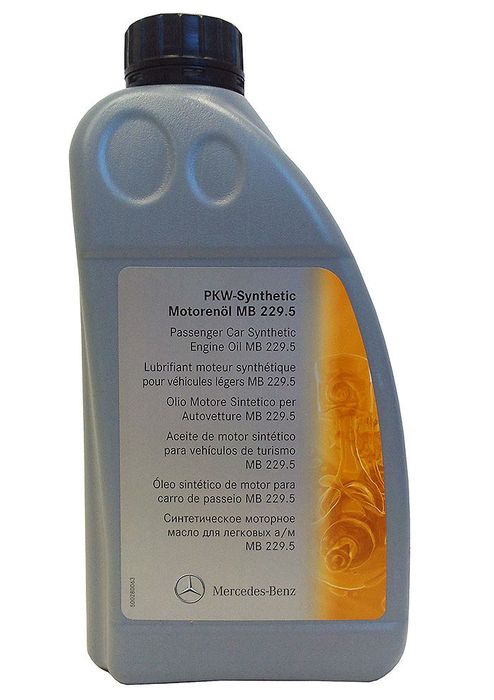 PKW-Synthetic
Motorenöl MB 229.5
Passenger Car Synthetic
Engine Oil MB 229.5
Lubrifiant moteur synthétique
pour véhicules légers MB 229.5
Olio Motore Sintetico per
Autovetture MB 229.5
Aceite de motor sintético
para vehículos de turismo
MB 229.5
Óleo sintético de motor para
carro de passeio MB 229.5
Синтетическое моторное
масло для легковых а/м
MB 229.5
Mercedes-Benz
500280063